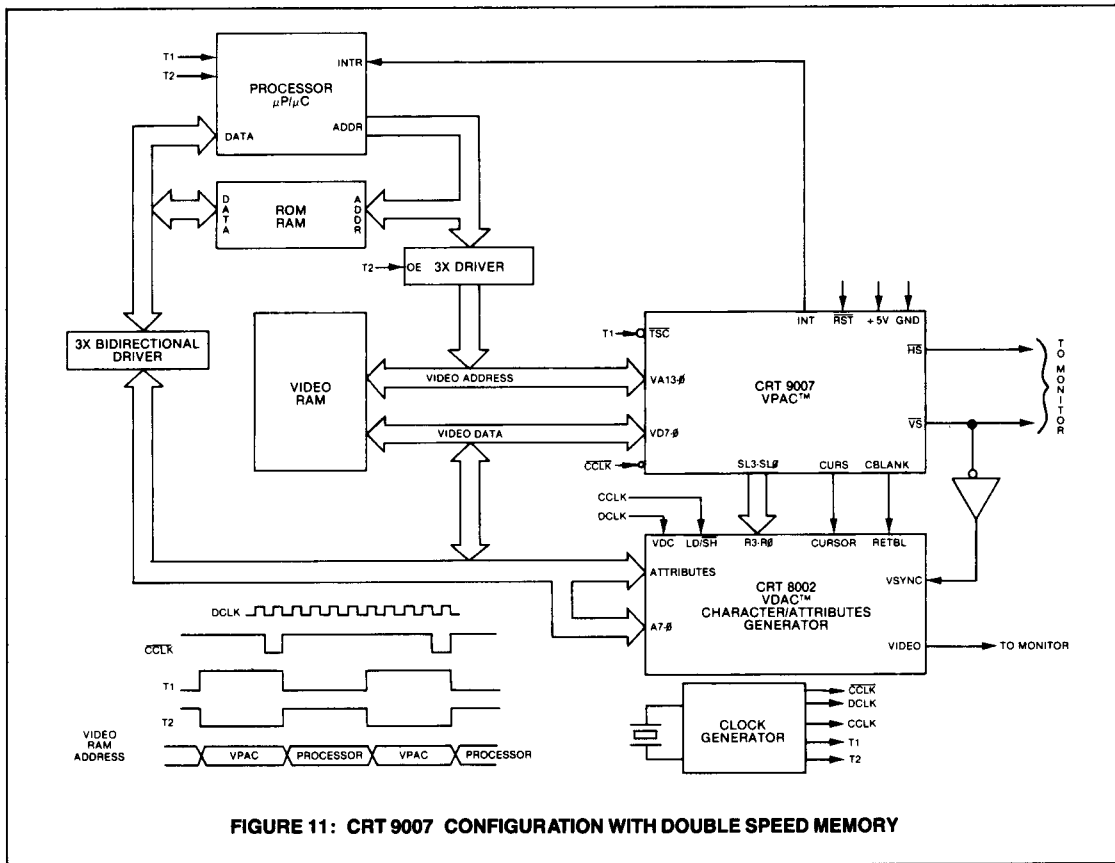 T1
T2
INTR
PROCESSOR
µP/µC
ADDR
DATA
DATA
ROM
RAM
ADDR
T2
OE
3X DRIVER
3X BIDIRECTIONAL
DRIVER
VIDEO
RAM
VIDEO ADDRESS
VIDEO DATA
INT
RST
+5V
GND
T1
TSC
HS
CRT 9007
VPAC™
VA13-Ø
VS
VD7-Ø
CCLK
SL3-SLØ
CURS
CBLANK
TO MONITOR
CCLK
DCLK
VDC
LD/SH
R3-RØ
CURSOR
RETBL
ATTRIBUTES
VSYNC
CRT 8002
VDAC™
CHARACTER/ATTRIBUTES
GENERATOR
A7-Ø
VIDEO
TO MONITOR
DCLK
CCLK
T1
T2
VIDEO
RAM
ADDRESS
VPAC
PROCESSOR
VPAC
PROCESSOR
CLOCK
GENERATOR
CCLK
DCLK
CCLK
T1
T2
FIGURE 11: CRT 9007 CONFIGURATION WITH DOUBLE SPEED MEMORY